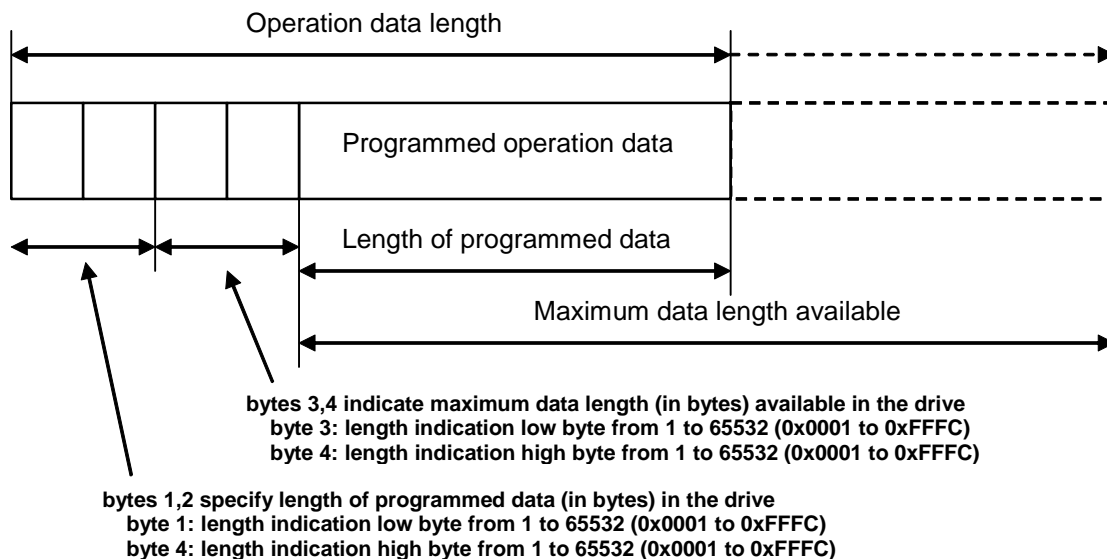 Operation data length
Programmed operation data
Length of programmed data
Maximum data length available
bytes 3,4 indicate maximum data length (in bytes) available in the drive
byte 3: length indication low byte from 1 to 65532 (0x0001 to 0xFFFC)
byte 4: length indication high byte from 1 to 65532 (0x0001 to 0xFFFC)
bytes 1,2 specify length of programmed data (in bytes) in the drive
byte 1: length indication low byte from 1 to 65532 (0x0001 to 0xFFFC)
byte 4: length indication high byte from 1 to 65532 (0x0001 to 0xFFFC)